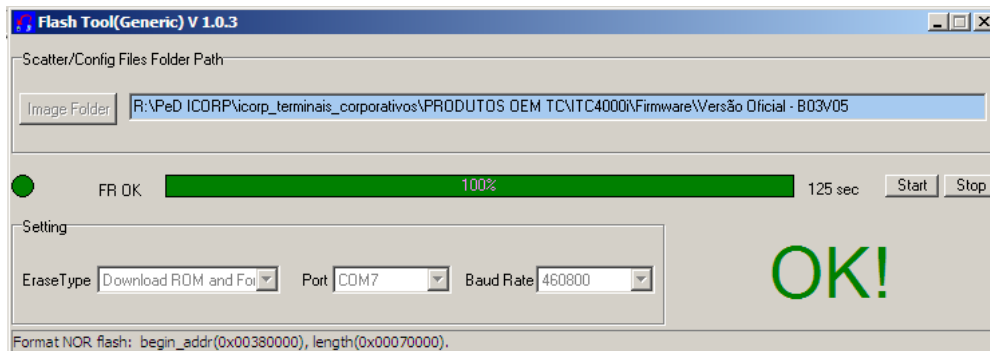 Flash Tool(Generic) V 1.0.3
Scatter/Config Files Folder Path
Image Folder R:\PeD ICORP\icorp_terminais_corporativos\PRODUTOS OEM TC\ITC4000i\Firmware\Versão Oficial - B03V05
FR OK 100% 125 sec Start Stop
Setting
EraseType Download ROM and For Port COM7 Baud Rate 460800
OK!
Format NOR flash: begin_addr(0x00380000), length(0x00070000).